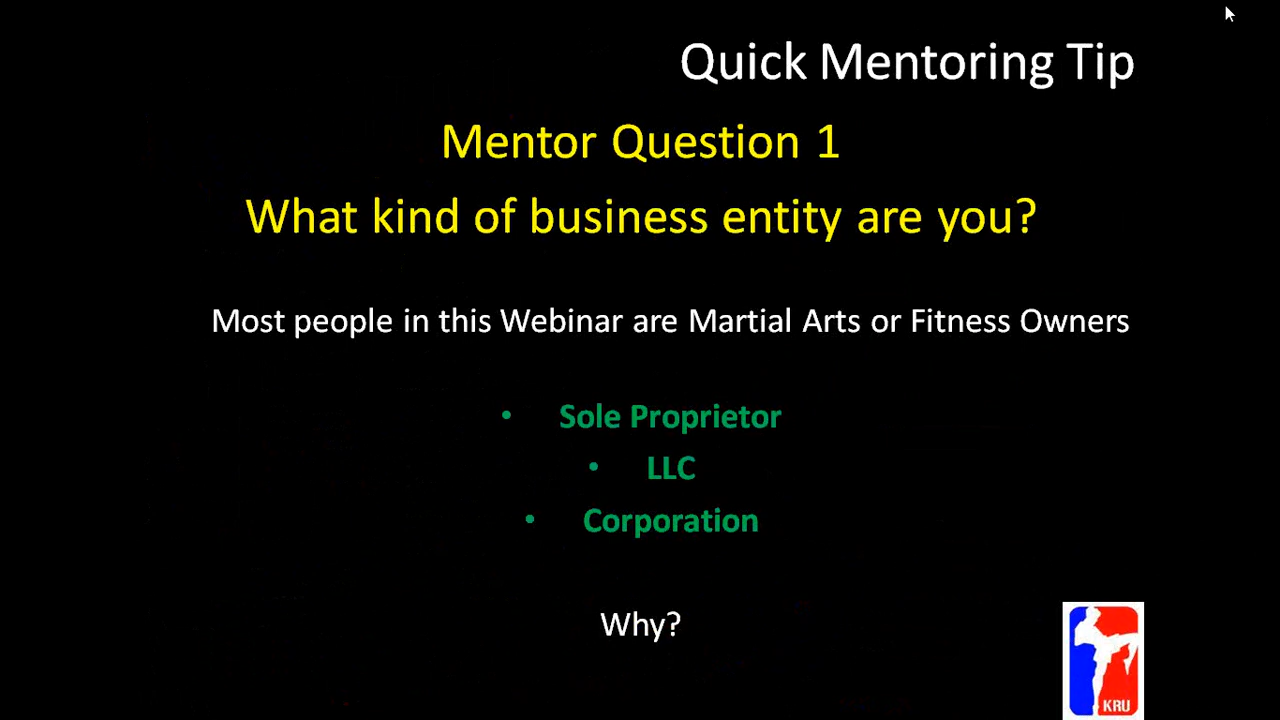 Quick Mentoring Tip
Mentor Question 1
What kind of business entity are you?
Most people in this Webinar are Martial Arts or Fitness Owners
• Sole Proprietor
• LLC
• Corporation
Why?
KRU